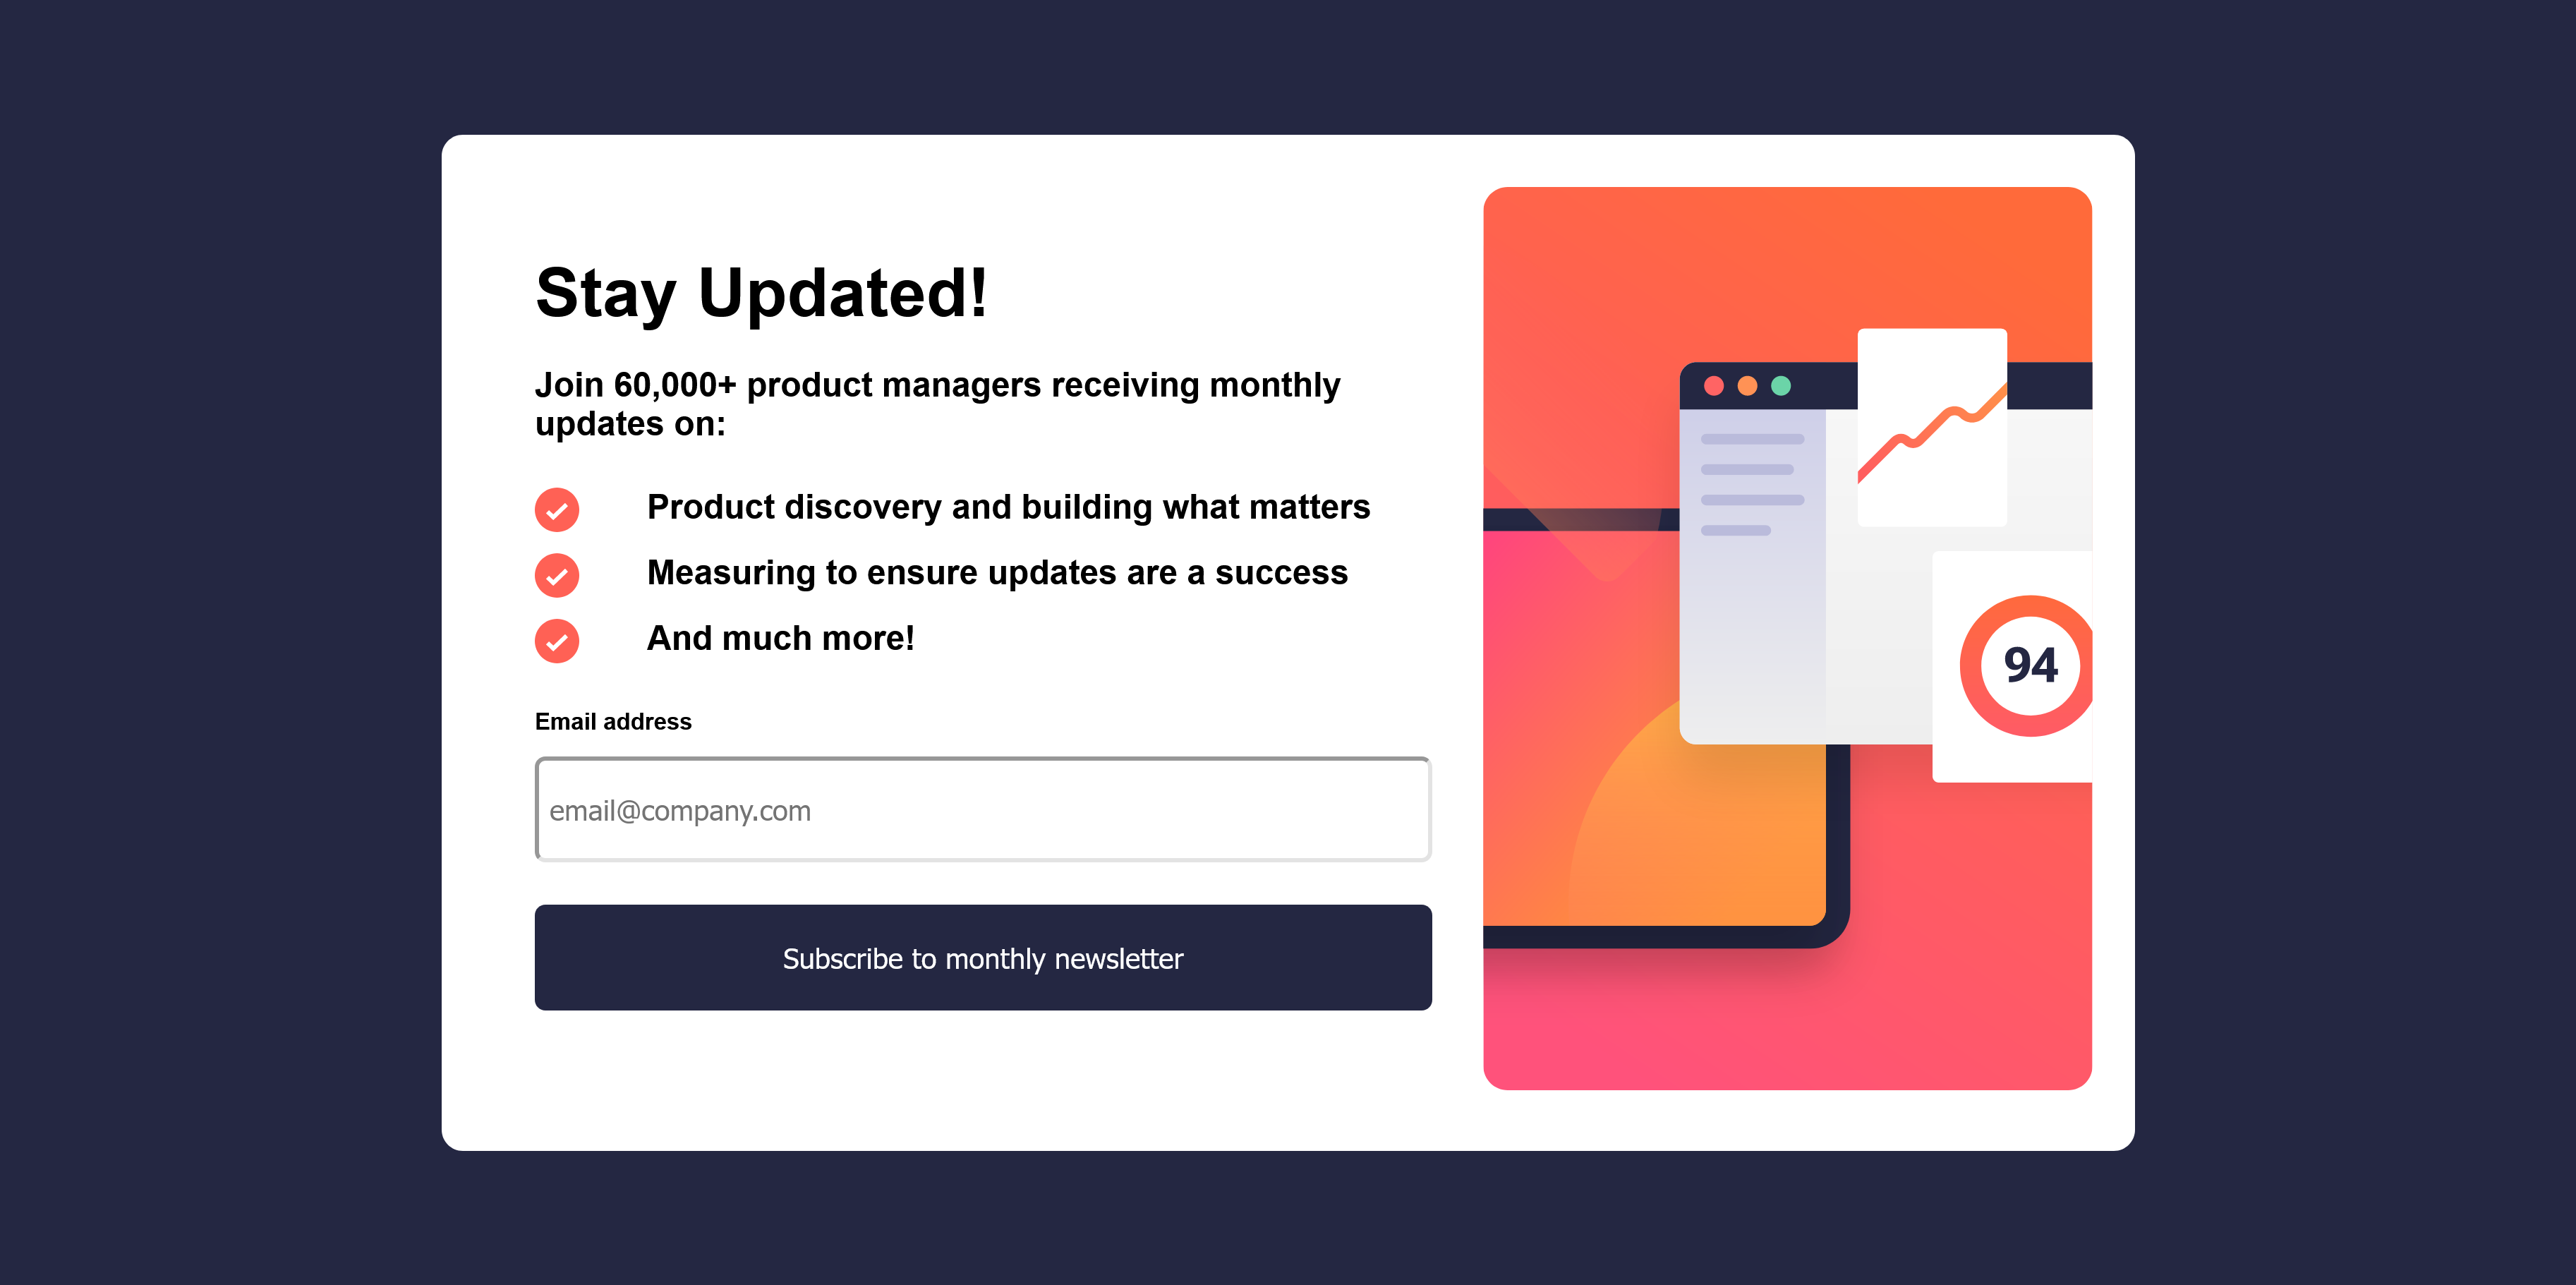 Stay Updated!
Join 60,000+ product managers receiving monthly
updates on:
Product discovery and building what matters
Measuring to ensure updates are a success
And much more!
Email address
email@company.com
Subscribe to monthly newsletter
94